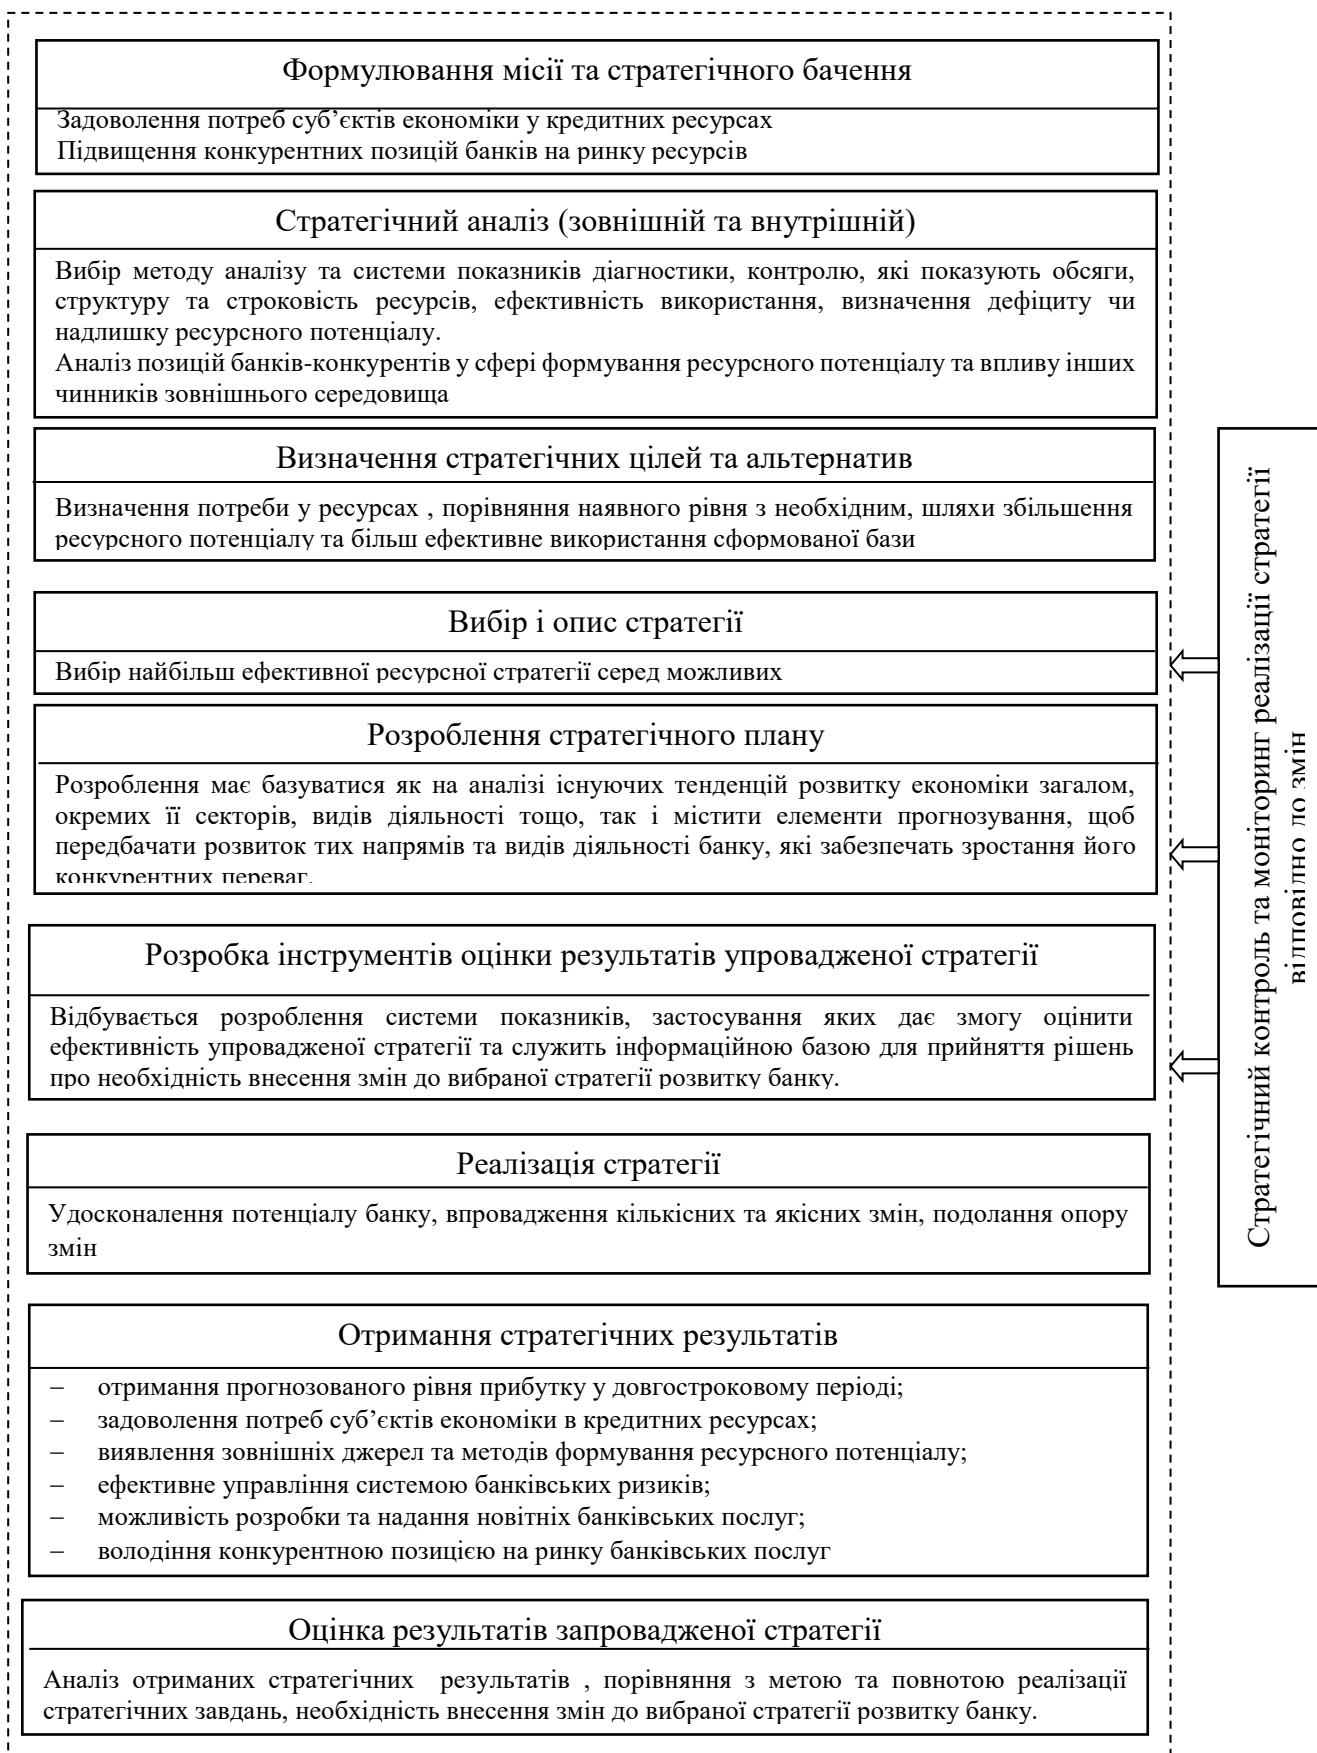 Формулювання місії та стратегічного бачення
Задоволення потреб суб’єктів економіки у кредитних ресурсах
Підвищення конкурентних позицій банків на ринку ресурсів
Стратегічний аналіз (зовнішній та внутрішній)
Вибір методу аналізу та системи показників діагностики, контролю, які показують обсяги,
структуру та строковість ресурсів, ефективність використання, визначення дефіциту чи
надлишку ресурсного потенціалу.
Аналіз позицій банків-конкурентів у сфері формування ресурсного потенціалу та впливу інших
чинників зовнішнього середовища
Визначення стратегічних цілей та альтернатив
Визначення потреби у ресурсах , порівняння наявного рівня з необхідним, шляхи збільшення
ресурсного потенціалу та більш ефективне використання сформованої бази
Вибір і опис стратегії
Вибір найбільш ефективної ресурсної стратегії серед можливих
Розроблення стратегічного плану
Розроблення має базуватися як на аналізі існуючих тенденцій розвитку економіки загалом,
окремих її секторів, видів діяльності тощо, так і містити елементи прогнозування, щоб
передбачати розвиток тих напрямів та видів діяльності банку, які забезпечать зростання його
конкурентних переваг.
Розробка інструментів оцінки результатів упровадженої стратегії
Відбувається розроблення системи показників, застосування яких дає змогу оцінити
ефективність упровадженої стратегії та служить інформаційною базою для прийняття рішень
про необхідність внесення змін до вибраної стратегії розвитку банку.
Реалізація стратегії
Удосконалення потенціалу банку, впровадження кількісних та якісних змін, подолання опору
змін
Отримання стратегічних результатів
– отримання прогнозованого рівня прибутку у довгостроковому періоді;
– задоволення потреб суб’єктів економіки в кредитних ресурсах;
– виявлення зовнішніх джерел та методів формування ресурсного потенціалу;
– ефективне управління системою банківських ризиків;
– можливість розробки та надання новітніх банківських послуг;
– володіння конкурентною позицією на ринку банківських послуг
Оцінка результатів запровадженої стратегії
Аналіз отриманих стратегічних результатів , порівняння з метою та повнотою реалізації
стратегічних завдань, необхідність внесення змін до вибраної стратегії розвитку банку.
Стратегічний контроль та моніторинг реалізації стратегії
відповідно до змін